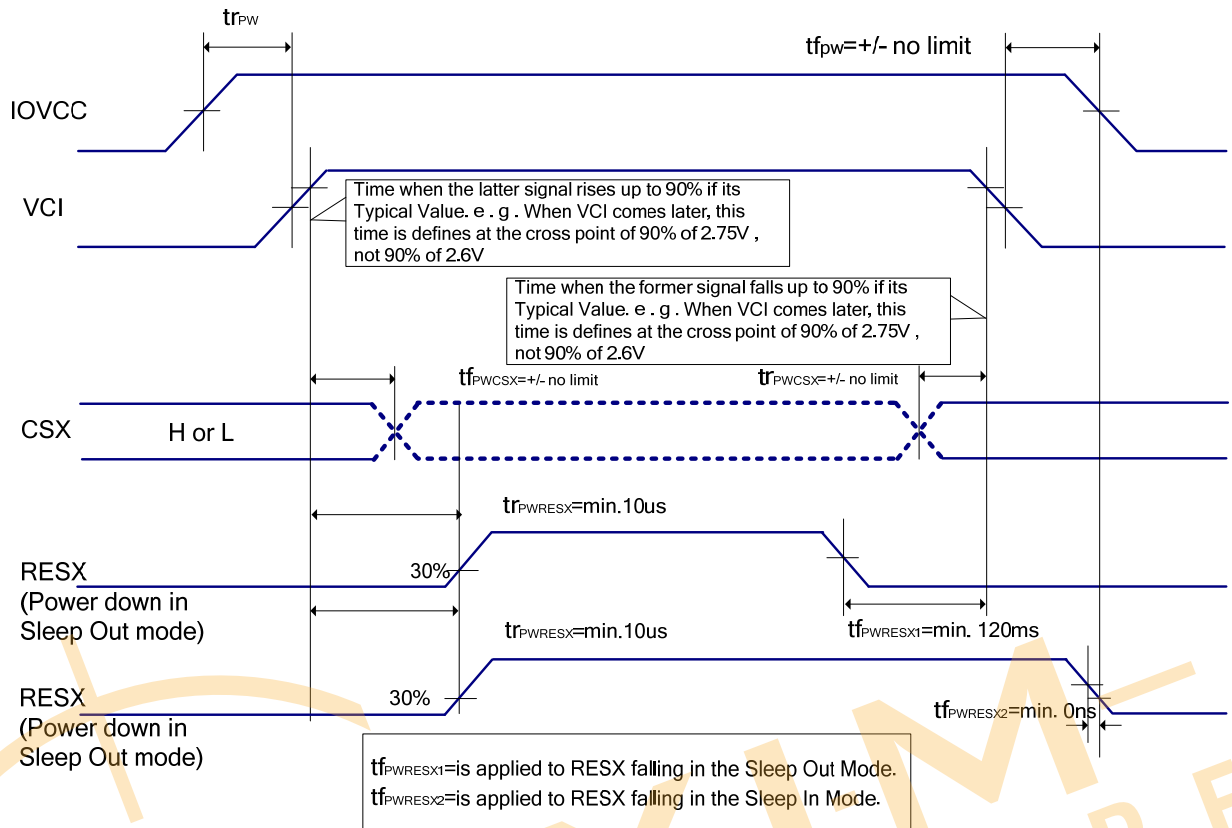 trPW
tfpw=+/- no limit
IOVCC
VCI
Time when the latter signal rises up to 90% if its
Typical Value. e . g . When VCI comes later, this
time is defines at the cross point of 90% of 2.75V ,
not 90% of 2.6V
Time when the former signal falls up to 90% if its
Typical Value. e . g . When VCI comes later, this
time is defines at the cross point of 90% of 2.75V ,
not 90% of 2.6V
tfPWCSX=+/- no limit
trPWCSX=+/- no limit
CSX
H or L
trPWRESX=min.10us
30%
RESX
(Power down in
Sleep Out mode)
trPWRESX=min.10us
tfPWRESX1=min. 120ms
30%
RESX
(Power down in
Sleep Out mode)
tfPWRESX2=min. 0ns
tfPWRESX1=is applied to RESX falling in the Sleep Out Mode.
tfPWRESX2=is applied to RESX falling in the Sleep In Mode.